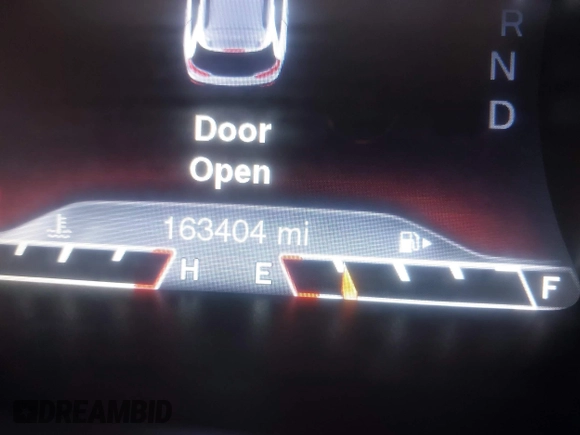 R
N
D
Door
Open
163404 mi
H
E
F
DREAMBID